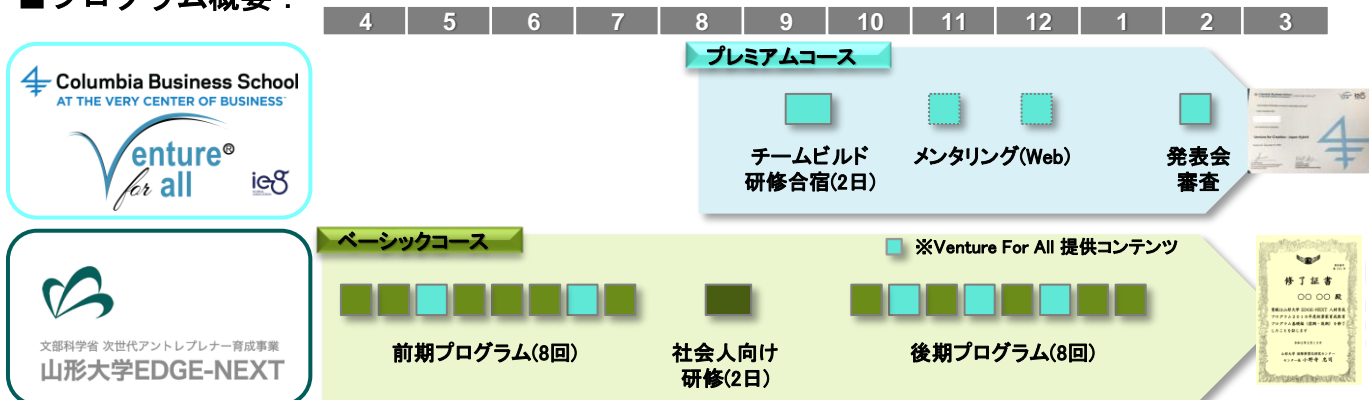 ■プログラム概要：
4 5 6 7 8 9 10 11 12 1 2 3
Columbia Business School
AT THE VERY CENTER OF BUSINESS™
Venture®
for all
ieg
プレミアムコース
チームビルド
研修合宿(2日)
メンタリング(Web)
発表会
審査
文部科学省 次世代アントレプレナー育成事業
山形大学EDGE-NEXT
ベーシックコース
※Venture For All 提供コンテンツ
前期プログラム(8回)
社会人向け
研修(2日)
後期プログラム(8回)
修了証書
○○ ○○ 殿